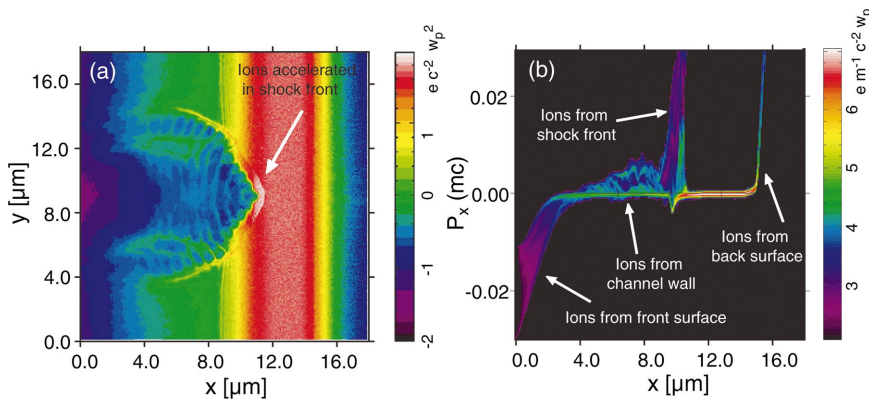 (a)
Ions accelerated
in shock front
y [μm]
16.0
12.0
8.0
4.0
0.0
0.0 4.0 8.0 12.0 16.0
x [μm]
1
0
-1
-2
e c⁻² wₚ²
(b)
Ions from
shock front
Ions from
channel wall
Ions from
back surface
Ions from front surface
Pₓ (mc)
0.02
0.00
-0.02
0.0 4.0 8.0 12.0 16.0
x [μm]
6
5
4
3
e m⁻¹ c⁻² wₚ